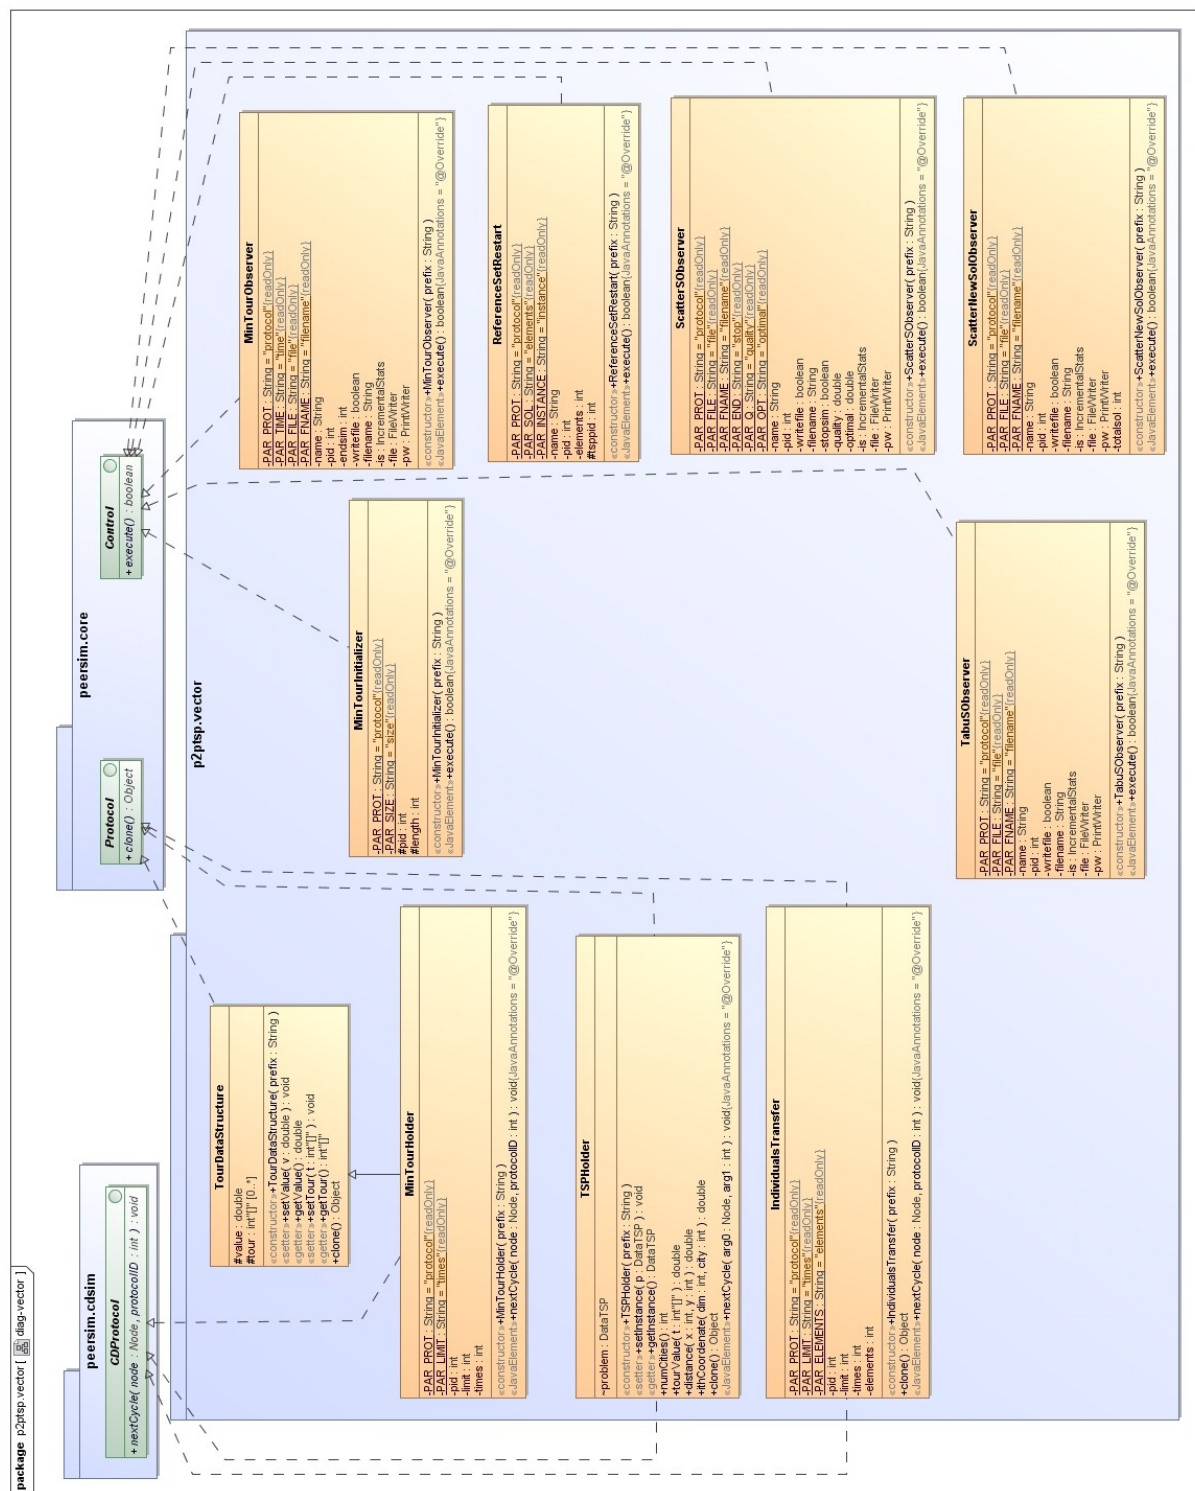 package p2ptsp.vector [ diag-vector ]
peersim.cdsim
CDProtocol
+ nextCycle( node : Node, protocolID : int ) : void
peersim.core
Protocol
+ clone() : Object
Control
+ execute() : boolean
p2ptsp.vector
TourDataStructure
#value : double
#tour : int"[]" [0..*]
«constructor»+TourDataStructure( prefix : String )
«setter»+setValue( v : double ) : void
«getter»+getValue() : double
«setter»+setTour( t : int"[]" ) : void
«getter»+getTour() : int"[]"
+clone() : Object
MinTourHolder
-PAR_PROT : String = "protocol"{readOnly}
-PAR_LIMIT : String = "times"{readOnly}
-pid : int
-limit : int
-times : int
«constructor»+MinTourHolder( prefix : String )
«JavaElement»+nextCycle( node : Node, protocolID : int ) : void{JavaAnnotations = "@Override"}
TSPHolder
~problem : DataTSP
«constructor»+TSPHolder( prefix : String )
«setter»+setInstance( p : DataTSP ) : void
«getter»+getInstance() : DataTSP
+numCities() : int
+tourValue( t : int"[]" ) : double
+distance( x : int, y : int ) : double
+ithCoordenate( dim : int, city : int ) : double
+clone() : Object
«JavaElement»+nextCycle( arg0 : Node, arg1 : int ) : void{JavaAnnotations = "@Override"}
IndividualsTransfer
-PAR_PROT : String = "protocol"{readOnly}
-PAR_LIMIT : String = "times"{readOnly}
-PAR_ELEMENTS : String = "elements"{readOnly}
-pid : int
-limit : int
-times : int
-elements : int
«constructor»+IndividualsTransfer( prefix : String )
+clone() : Object
«JavaElement»+nextCycle( node : Node, protocolID : int ) : void{JavaAnnotations = "@Override"}
MinTourInitializer
-PAR_PROT : String = "protocol"{readOnly}
-PAR_SIZE : String = "size"{readOnly}
#pid : int
#length : int
«constructor»+MinTourInitializer( prefix : String )
«JavaElement»+execute() : boolean{JavaAnnotations = "@Override"}
TabuSObserver
-PAR_PROT : String = "protocol"{readOnly}
-PAR_FILE : String = "file"{readOnly}
-PAR_FNAME : String = "filename"{readOnly}
-name : String
-pid : int
-writefile : boolean
-filename : String
-is : IncrementalStats
-file : FileWriter
-pw : PrintWriter
«constructor»+TabuSObserver( prefix : String )
«JavaElement»+execute() : boolean{JavaAnnotations = "@Override"}
MinTourObserver
-PAR_PROT : String = "protocol"{readOnly}
-PAR_TIME : String = "time"{readOnly}
-PAR_FILE : String = "file"{readOnly}
-PAR_FNAME : String = "filename"{readOnly}
-name : String
-pid : int
-endsim : int
-writefile : boolean
-filename : String
-is : IncrementalStats
-file : FileWriter
-pw : PrintWriter
«constructor»+MinTourObserver( prefix : String )
«JavaElement»+execute() : boolean{JavaAnnotations = "@Override"}
ReferenceSetRestart
-PAR_PROT : String = "protocol"{readOnly}
-PAR_SOL : String = "elements"{readOnly}
-PAR_INSTANCE : String = "instance"{readOnly}
-name : String
-pid : int
-elements : int
#tsppid : int
«constructor»+ReferenceSetRestart( prefix : String )
«JavaElement»+execute() : boolean{JavaAnnotations = "@Override"}
ScatterSObserver
-PAR_PROT : String = "protocol"{readOnly}
-PAR_FILE : String = "file"{readOnly}
-PAR_FNAME : String = "filename"{readOnly}
-PAR_END : String = "stop"{readOnly}
-PAR_Q : String = "quality"{readOnly}
-PAR_OPT : String = "optimal"{readOnly}
-name : String
-pid : int
-writefile : boolean
-filename : String
-stopsim : boolean
-quality : double
-optimal : double
-is : IncrementalStats
-file : FileWriter
-pw : PrintWriter
«constructor»+ScatterSObserver( prefix : String )
«JavaElement»+execute() : boolean{JavaAnnotations = "@Override"}
ScatterNewSolObserver
-PAR_PROT : String = "protocol"{readOnly}
-PAR_FILE : String = "file"{readOnly}
-PAR_FNAME : String = "filename"{readOnly}
-name : String
-pid : int
-writefile : boolean
-filename : String
-is : IncrementalStats
-file : FileWriter
-pw : PrintWriter
-totalsol : int
«constructor»+ScatterNewSolObserver( prefix : String )
«JavaElement»+execute() : boolean{JavaAnnotations = "@Override"}